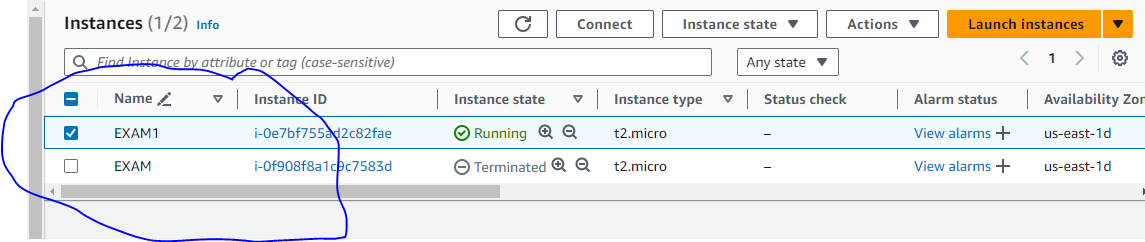 Instances (1/2) Info Connect Instance state Actions Launch instances
Find Instance by attribute or tag (case-sensitive) Any state 1
Name Instance ID Instance state Instance type Status check Alarm status Availability Zon
EXAM1 i-0e7bf755ad2c82fae Running t2.micro – View alarms us-east-1d
EXAM i-0f908f8a1c9c7583d Terminated t2.micro – View alarms us-east-1d